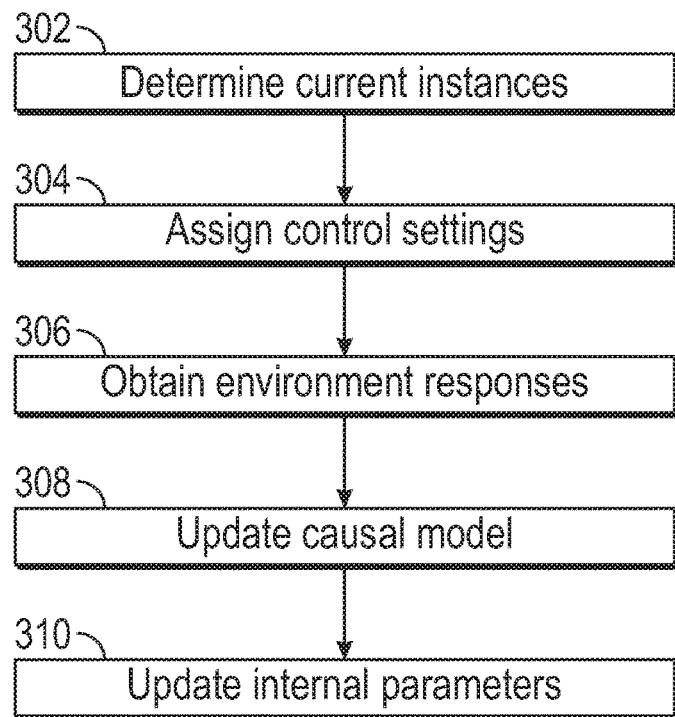 302
Determine current instances
304
Assign control settings
306
Obtain environment responses
308
Update causal model
310
Update internal parameters